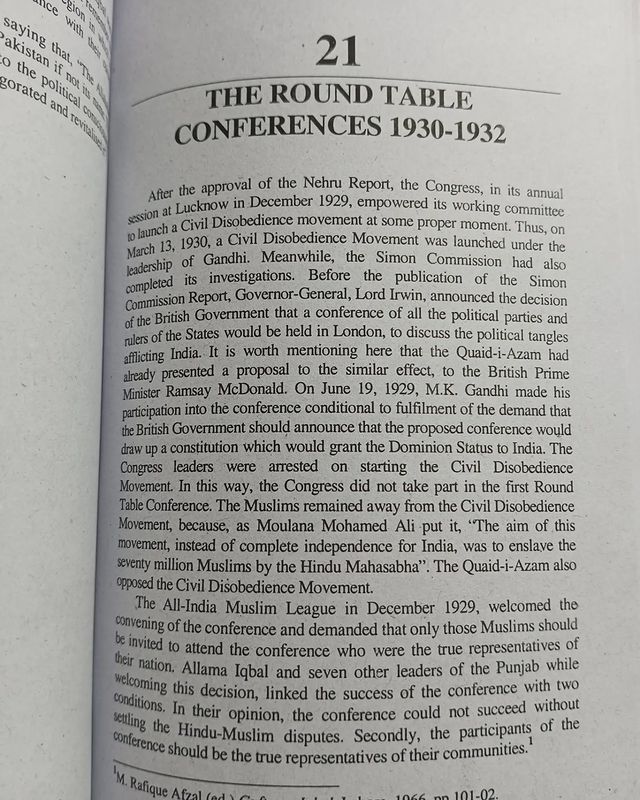 egion in
ance with their
saying that, "The All
Pakistan if not its name
to the political
gorated and revitalised."
21
THE ROUND TABLE
CONFERENCES 1930-1932
After the approval of the Nehru Report, the Congress, in its annual
session at Lucknow in December 1929, empowered its working committee
to launch a Civil Disobedience movement at some proper moment. Thus, on
March 13, 1930, a Civil Disobedience Movement was launched under the
leadership of Gandhi. Meanwhile, the Simon Commission had also
completed its investigations. Before the publication of the Simon
Commission Report, Governor-General, Lord Irwin, announced the decision
of the British Government that a conference of all the political parties and
rulers of the States would be held in London, to discuss the political tangles
afflicting India. It is worth mentioning here that the Quaid-i-Azam had
already presented a proposal to the similar effect, to the British Prime
Minister Ramsay McDonald. On June 19, 1929, M.K. Gandhi made his
participation into the conference conditional to fulfilment of the demand that
the British Government should announce that the proposed conference would
draw up a constitution which would grant the Dominion Status to India. The
Congress leaders were arrested on starting the Civil Disobedience
Movement. In this way, the Congress did not take part in the first Round
Table Conference. The Muslims remained away from the Civil Disobedience
Movement, because, as Moulana Mohamed Ali put it, "The aim of this
movement, instead of complete independence for India, was to enslave the
seventy million Muslims by the Hindu Mahasabha". The Quaid-i-Azam also
opposed the Civil Disobedience Movement.
The All-India Muslim League in December 1929, welcomed the
convening of the conference and demanded that only those Muslims should
be invited to attend the conference who were the true representatives of
their nation. Allama Iqbal and seven other leaders of the Punjab while
welcoming this decision, linked the success of the conference with two
conditions. In their opinion, the conference could not succeed without
settling the Hindu-Muslim disputes. Secondly, the participants of the
conference should be the true representatives of their communities.1
1M. Rafique Afzal (ed.) 1966, pp 101-02.